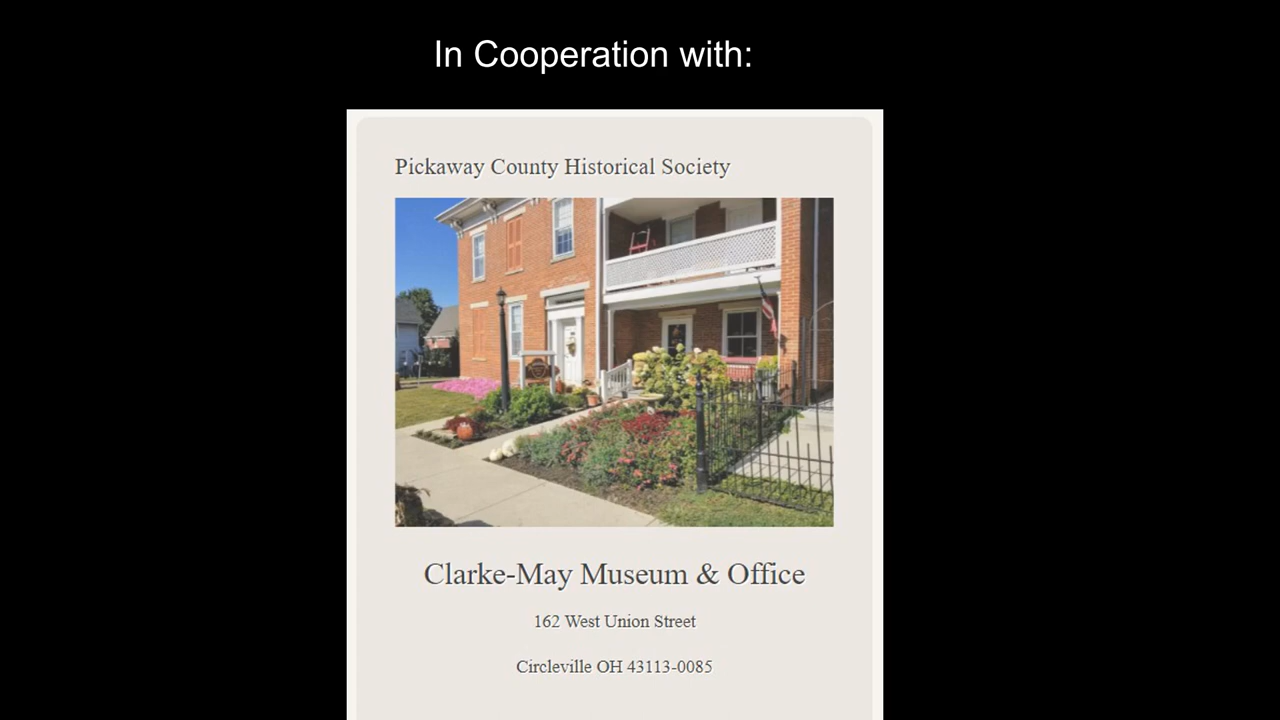 In Cooperation with:
Pickaway County Historical Society
Clarke-May Museum & Office
162 West Union Street
Circleville OH 43113-0085